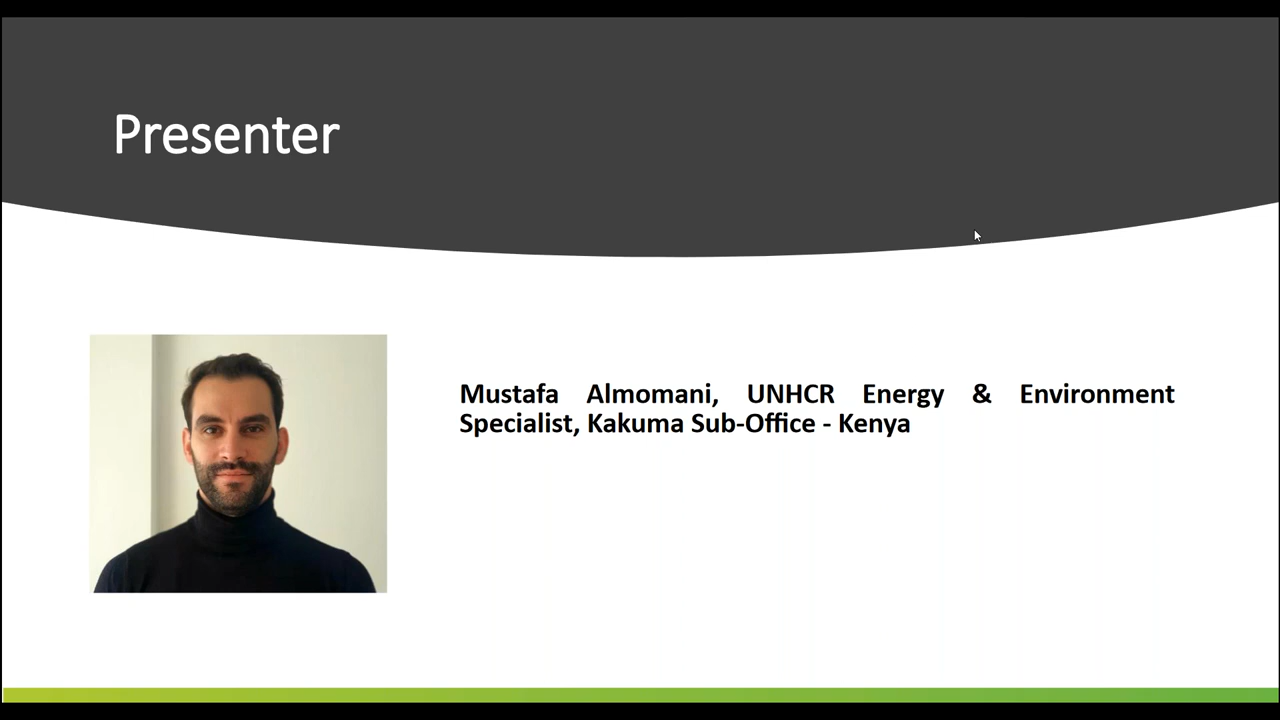 Presenter
Mustafa Almomani, UNHCR Energy & Environment
Specialist, Kakuma Sub-Office - Kenya